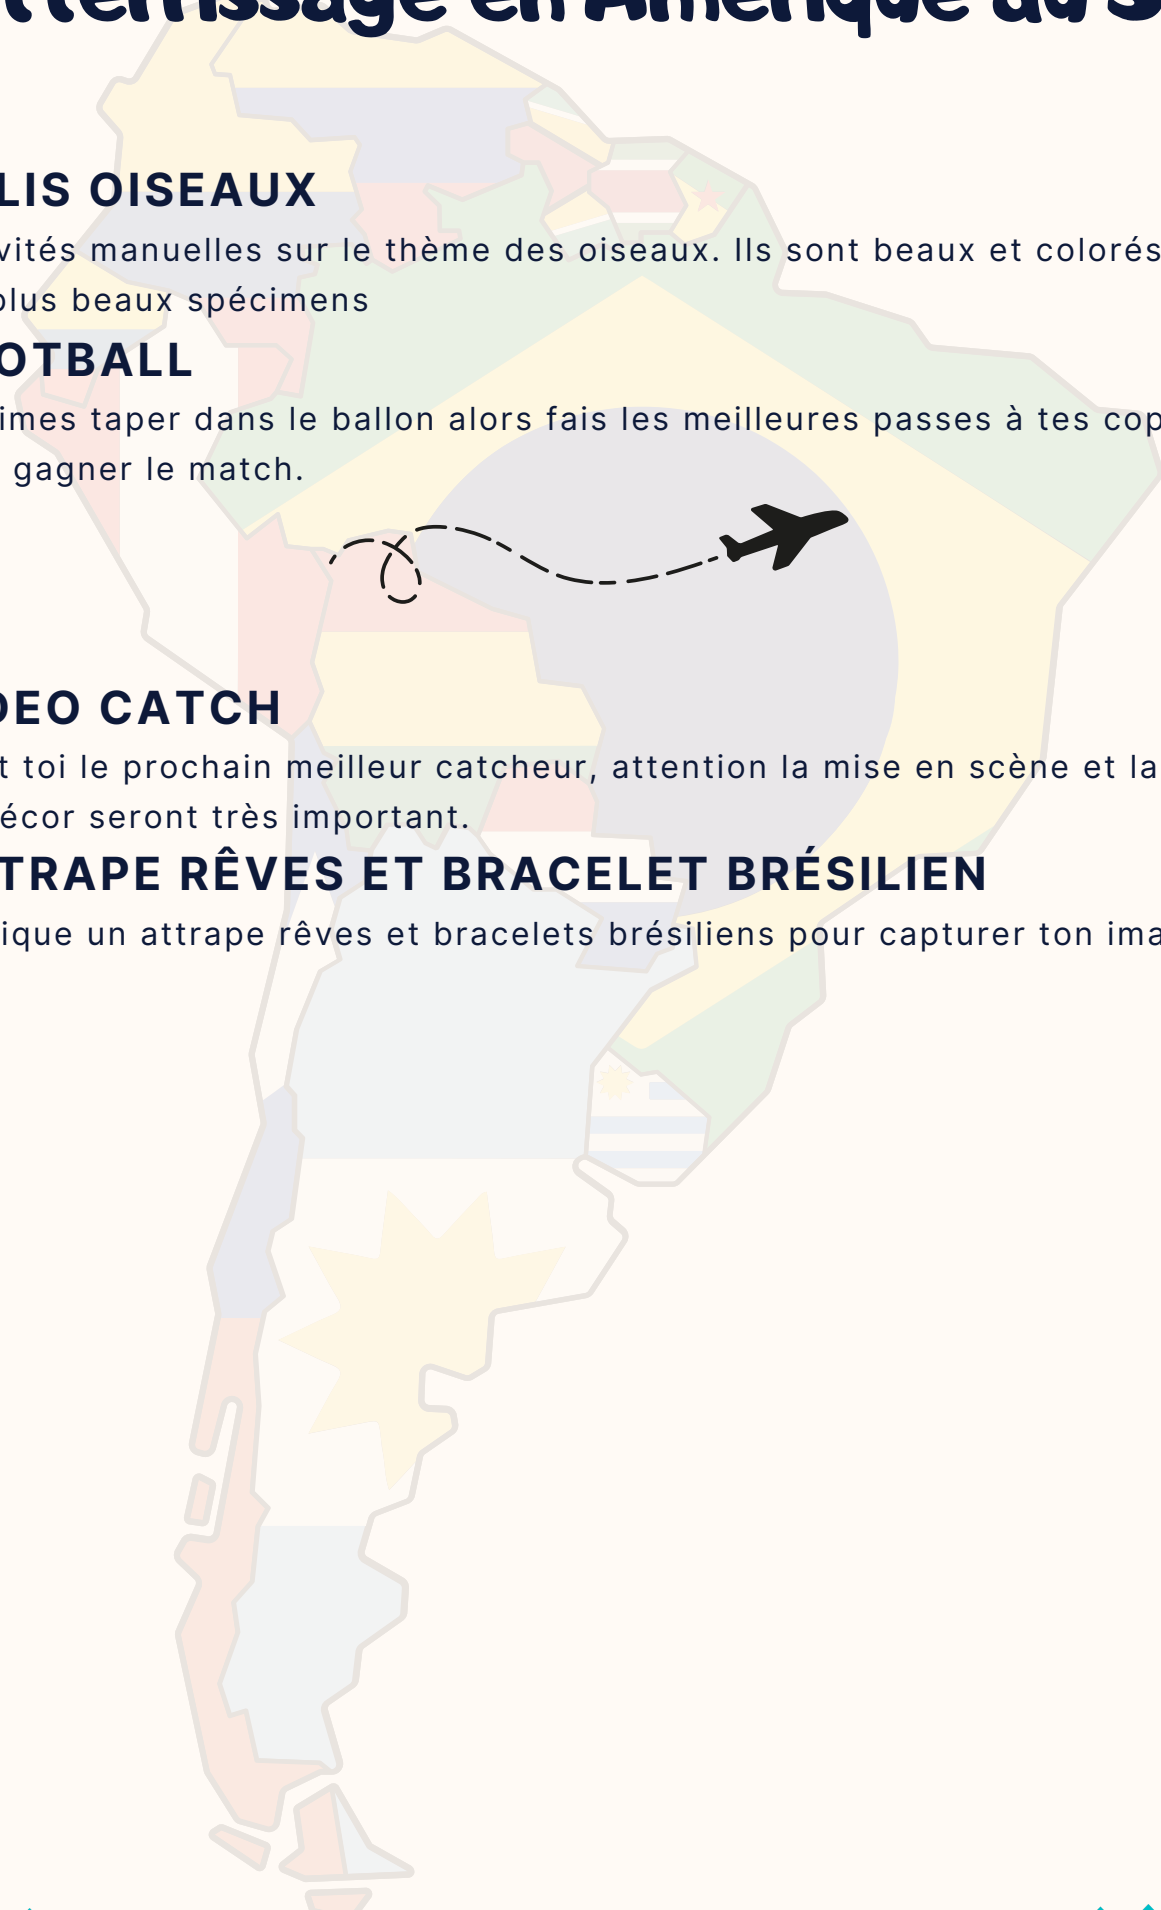 tterrissage en Amérique du S
LIS OISEAUX
vités manuelles sur le thème des oiseaux. Ils sont beaux et colorés
plus beaux spécimens
OTBALL
imes taper dans le ballon alors fais les meilleures passes à tes cop
gagner le match.
DEO CATCH
t toi le prochain meilleur catcheur, attention la mise en scène et la
écor seront très important.
TRAPE RÊVES ET BRACELET BRÉSILIEN
ique un attrape rêves et bracelets brésiliens pour capturer ton ima